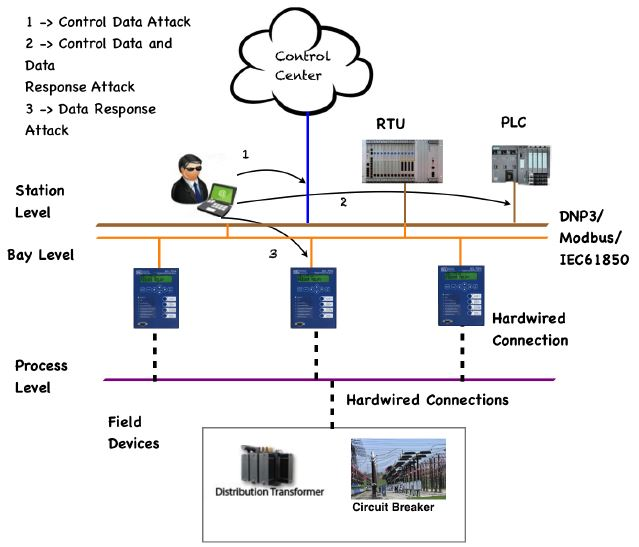 1 -> Control Data Attack
2 -> Control Data and
Data
Response Attack
3 -> Data Response
Attack
Control
Center
RTU
PLC
1
2
3
Station
Level
DNP3/
Modbus/
IEC61850
Bay Level
Hardwired
Connection
Process
Level
Hardwired Connections
Field
Devices
Distribution Transformer
Circuit Breaker